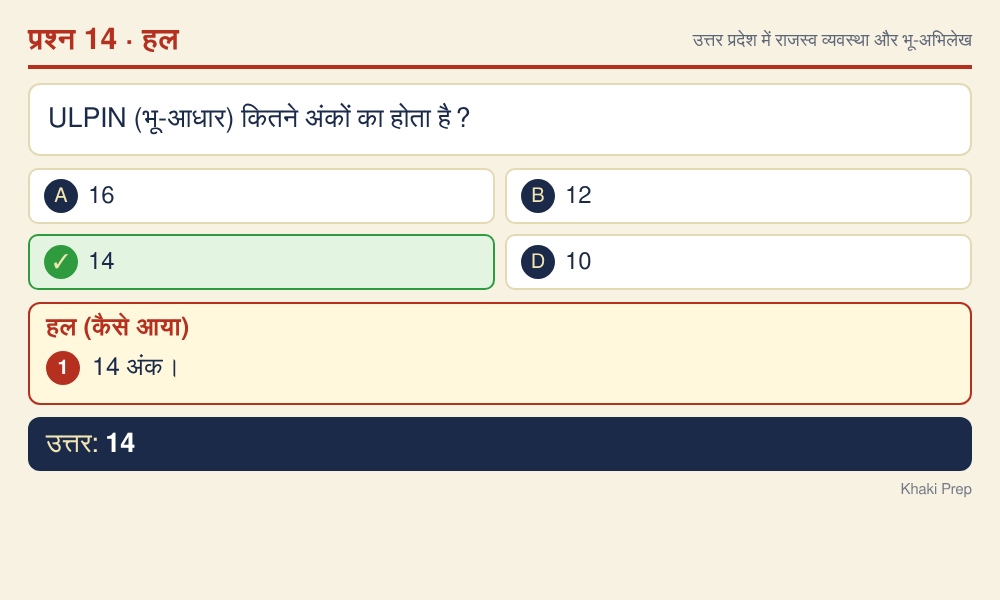 प्रश्न 14 · हल
उत्तर प्रदेश में राजस्व व्यवस्था और भू-अभिलेख
ULPIN (भू-आधार) कितने अंकों का होता है ?
A 16
B 12
✓ 14
D 10
हल (कैसे आया)
1 14 अंक।
उत्तर: 14
Khaki Prep